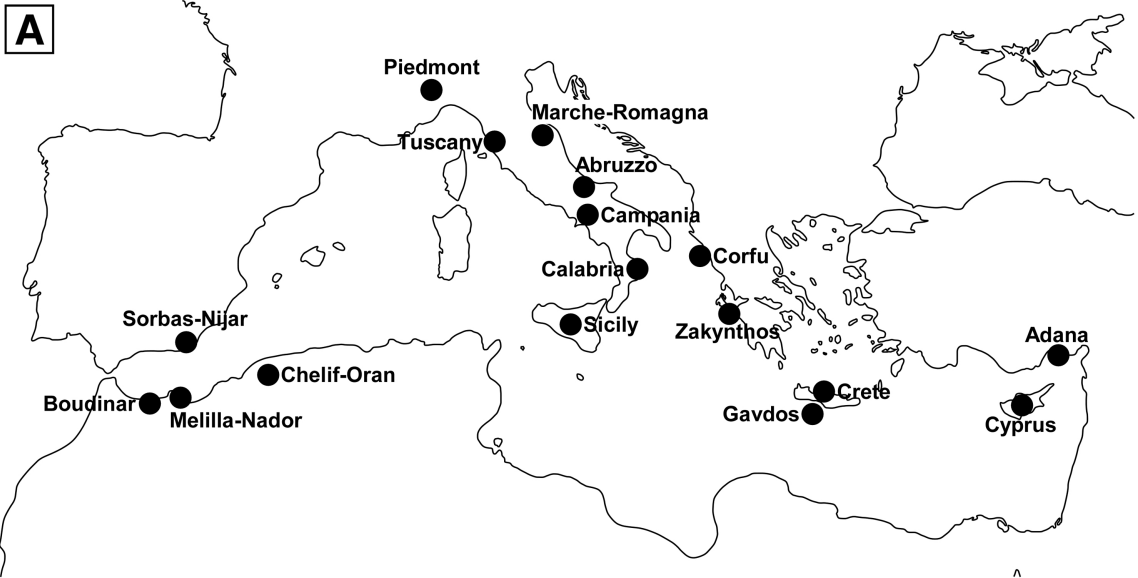 A
Piedmont
Marche-Romagna
Tuscany
Abruzzo
Campania
Corfu
Calabria
Sorbas-Nijar
Sicily
Zakynthos
Adana
Chelif-Oran
Crete
Boudinar
Gavdos
Melilla-Nador
Cyprus